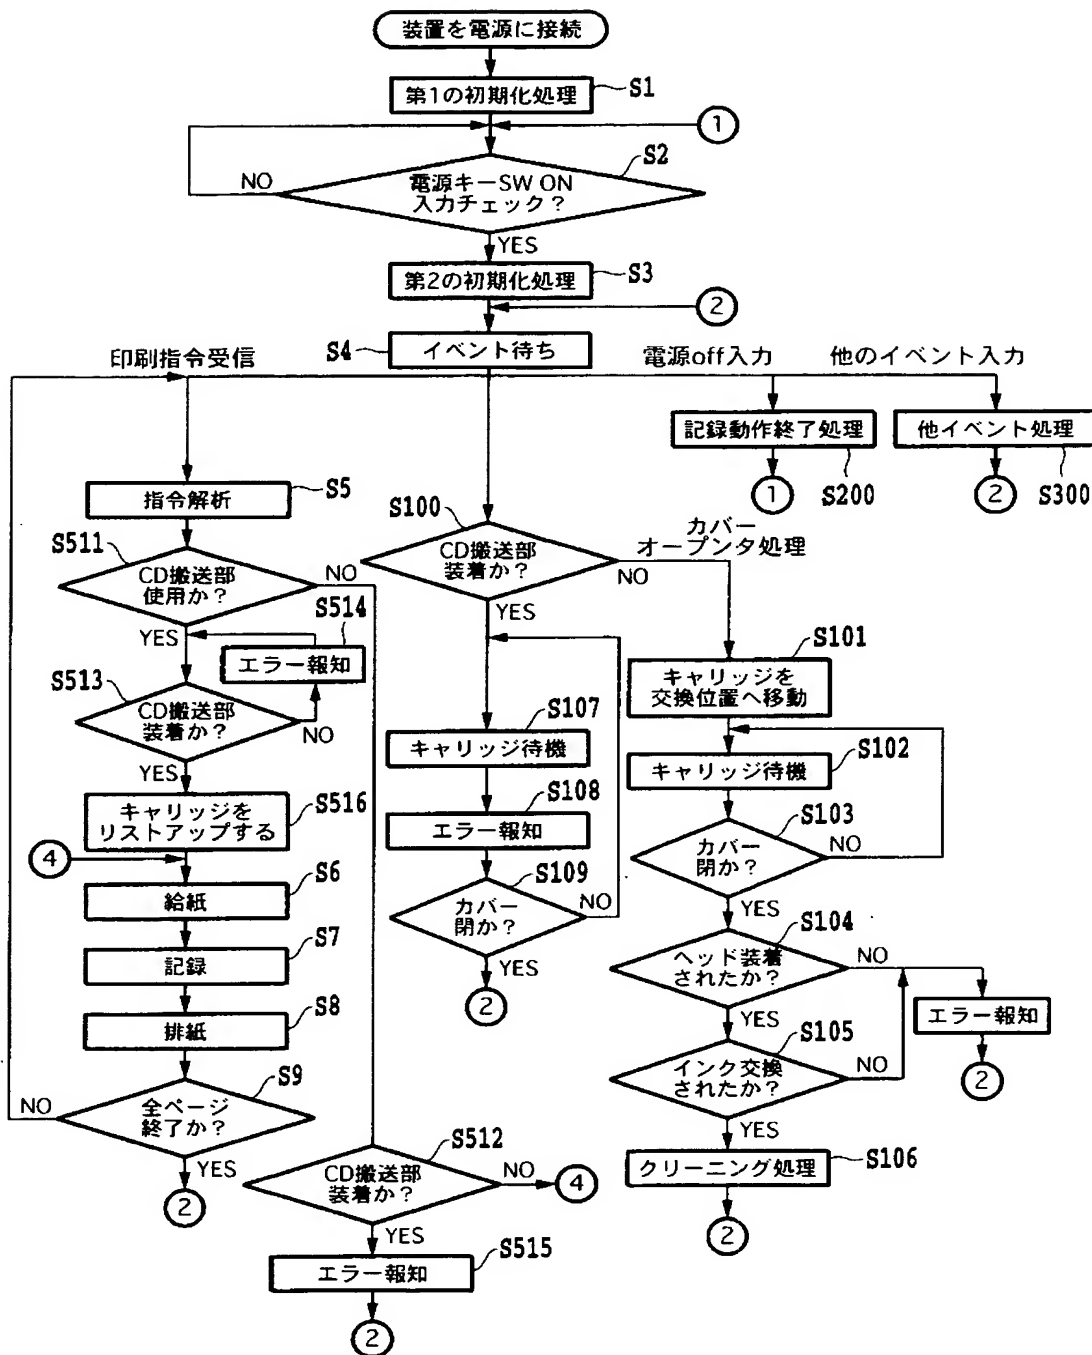 装置を電源に接続
第1の初期化処理
S1
1
S2
NO
電源キーSW ON
入力チェック?
YES
第2の初期化処理
S3
2
S4
イベント待ち
印刷指令受信
電源off入力
他のイベント入力
記録動作終了処理
他イベント処理
1
S200
2
S300
指令解析
S5
S100
CD搬送部
装着か?
カバー
オープンタ処理
NO
YES
S511
CD搬送部
使用か?
NO
YES
S514
エラー報知
S513
CD搬送部
装着か?
NO
YES
S101
キャリッジを
交換位置へ移動
S107
キャリッジ待機
S102
キャリッジ待機
キャリッジを
リストアップする
S516
S108
エラー報知
S103
カバー
閉か?
NO
YES
4
S6
給紙
S109
カバー
閉か?
NO
YES
2
S7
記録
S104
ヘッド装着
されたか?
NO
YES
エラー報知
2
S8
排紙
S105
インク交換
されたか?
NO
YES
S9
NO
全ページ
終了か?
YES
2
S512
CD搬送部
装着か?
NO
4
YES
クリーニング処理
S106
2
S515
エラー報知
2